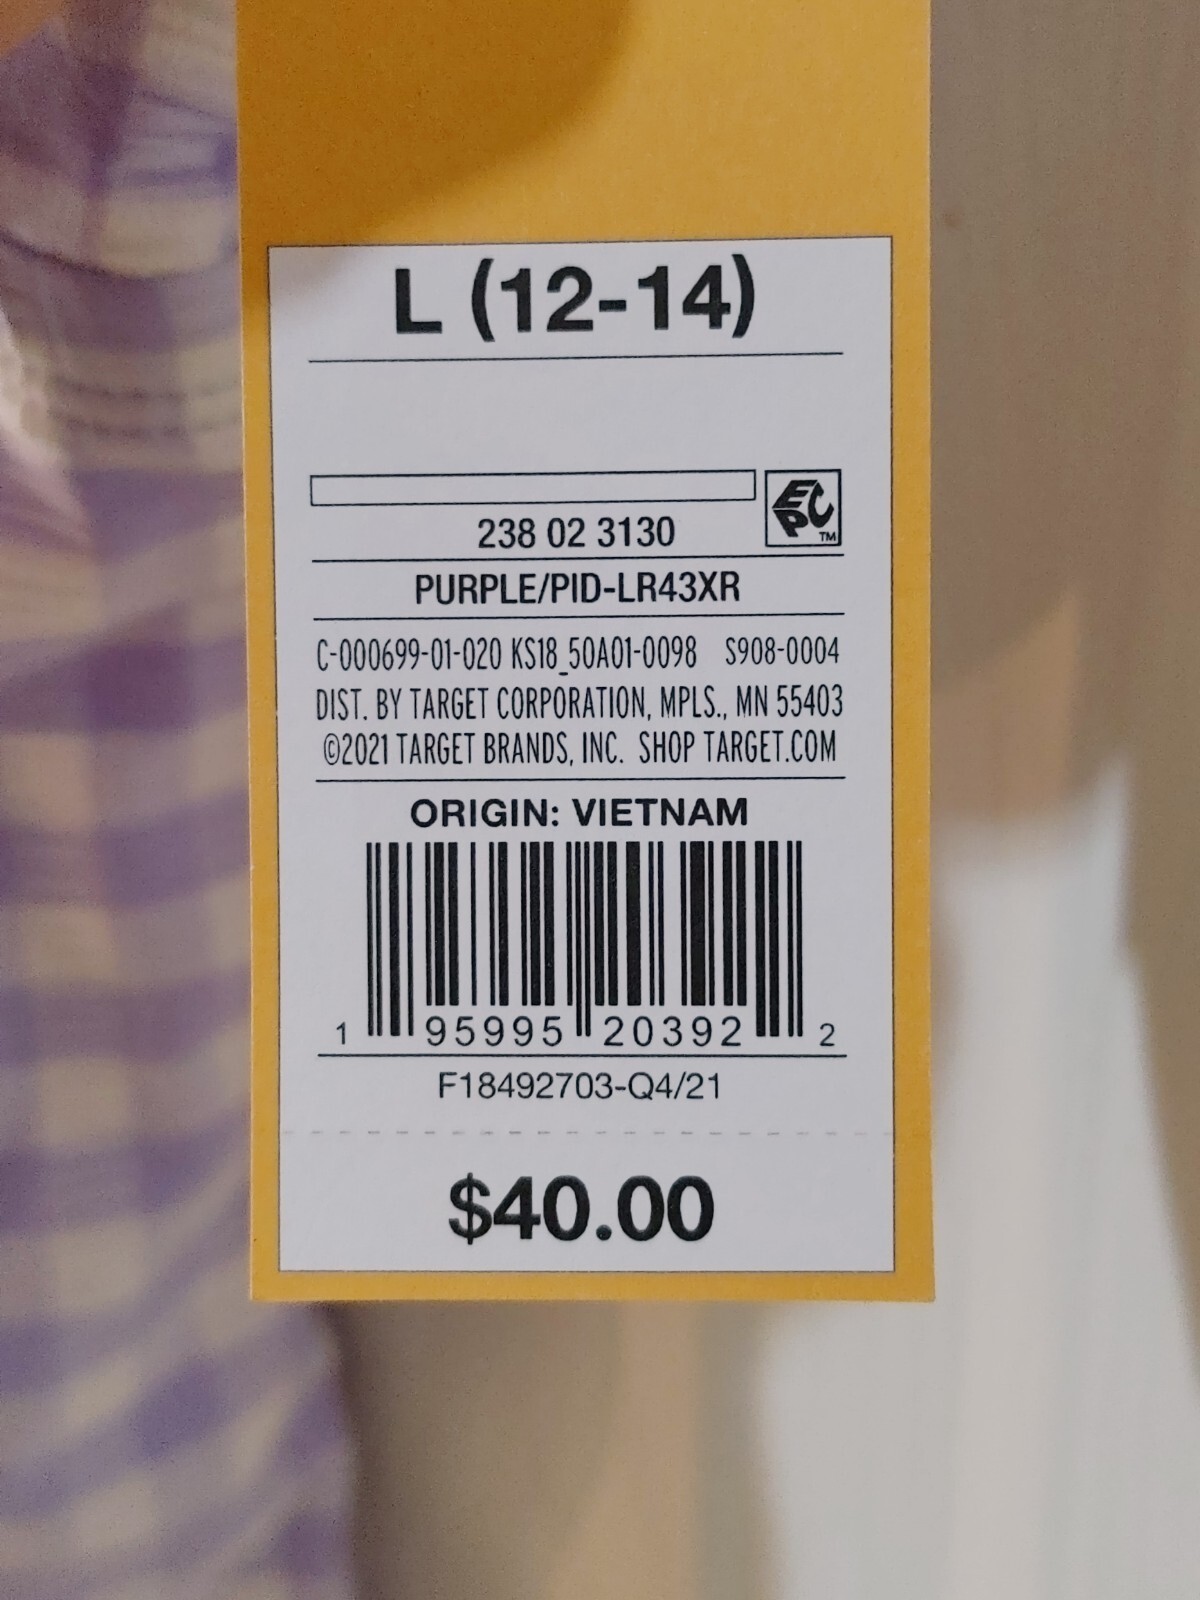 L (12-14)
EPC
TM
238 02 3130
PURPLE/PID-LR43XR
C-000699-01-020 KS18_50A01-0098 S908-0004
DIST. BY TARGET CORPORATION, MPLS., MN 55403
©2021 TARGET BRANDS, INC. SHOP TARGET.COM
ORIGIN: VIETNAM
1 95995 20392 2
F18492703-Q4/21
$40.00